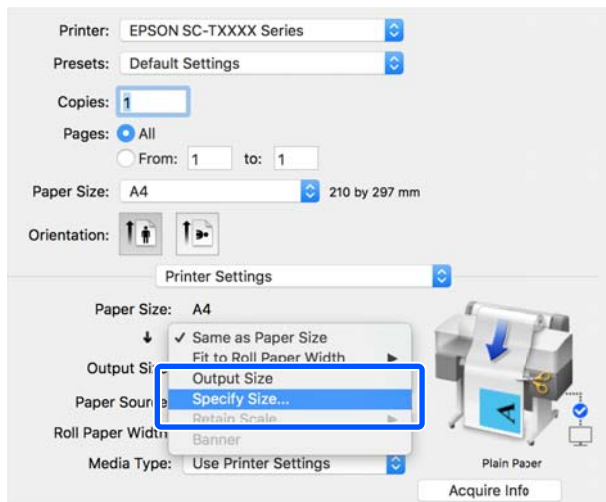 Printer: EPSON SC-TXXXX Series
Presets: Default Settings
Copies: 1
Pages: All
From: 1 to: 1
Paper Size: A4 210 by 297 mm
Orientation:
Printer Settings
Paper Size: A4
✓ Same as Paper Size
Fit to Roll Paper Width
Output Size
Output Siz
Specify Size...
Paper Source
Retain Scale
Roll Paper Width
Banner
Media Type: Use Printer Settings
A
Plain Paper
Acquire Info